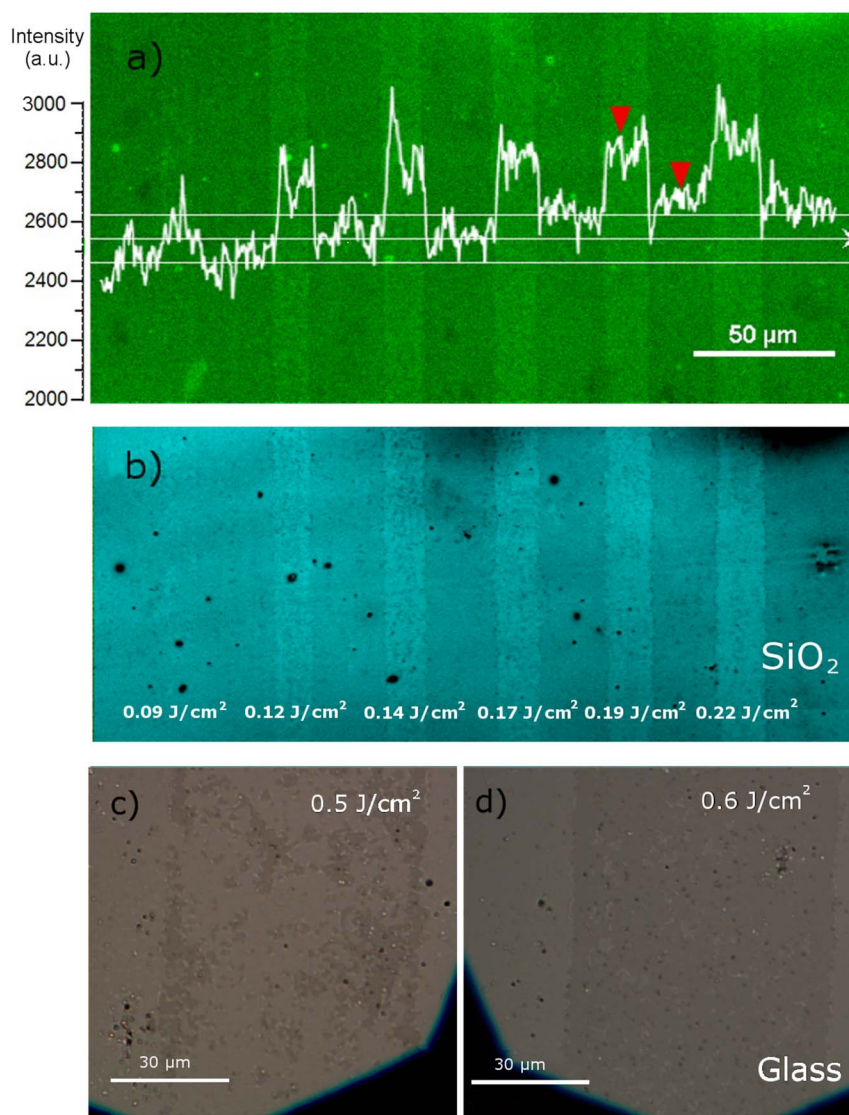 Intensity
(a.u.)
a)
3000
2800
2600
2400
2200
2000
50 µm
b)
SiO₂
0.09 J/cm² 0.12 J/cm² 0.14 J/cm² 0.17 J/cm² 0.19 J/cm² 0.22 J/cm²
c)
0.5 J/cm²
30 µm
d)
0.6 J/cm²
30 µm
Glass